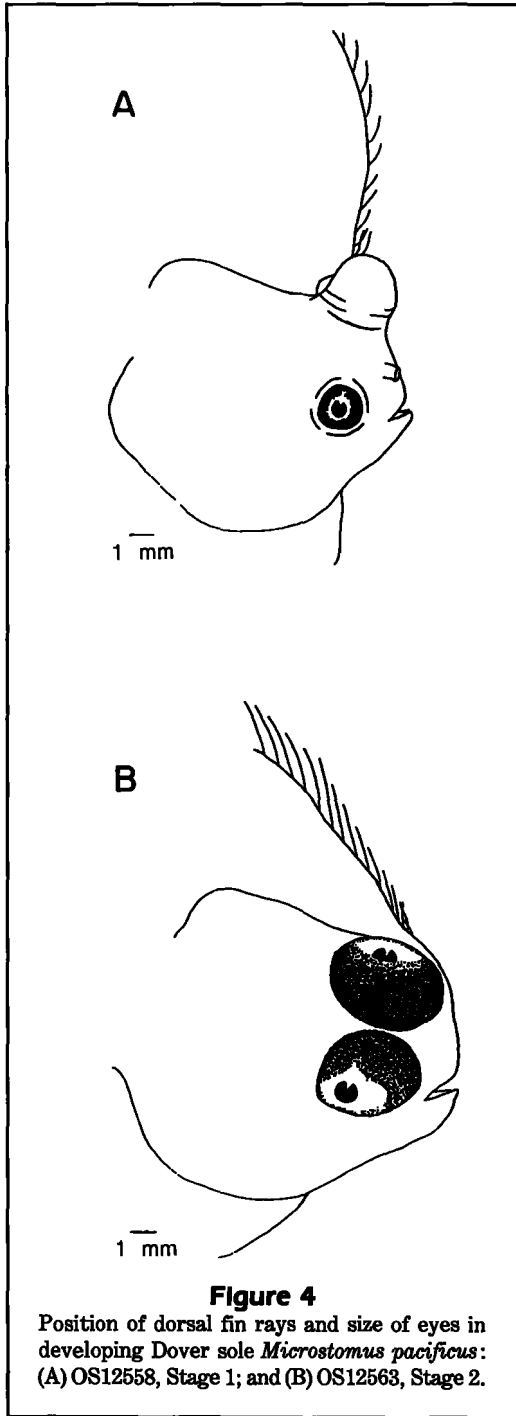 A
1 mm
B
1 mm
Figure 4
Position of dorsal fin rays and size of eyes in
developing Dover sole Microstomus pacificus:
(A) OS12558, Stage 1; and (B) OS12563, Stage 2.